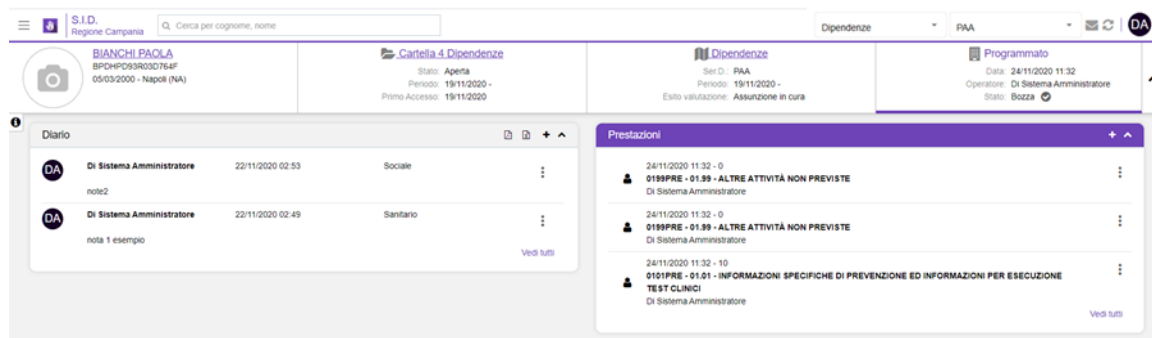 S.I.D.
Regione Campania
Cerca per cognome, nome
Dipendenze
PAA
DA
BIANCHI PAOLA
BPDHPD93R03D764F
05/03/2000 - Napoli (NA)
Cartella 4 Dipendenze
Stato: Aperta
Periodo: 19/11/2020 -
Primo Accesso: 19/11/2020
Dipendenze
Ser.D.: PAA
Periodo: 19/11/2020 -
Esito valutazione: Assunzione in cura
Programmato
Data: 24/11/2020 11:32
Operatore: Di Sistema Amministratore
Stato: Bozza
Diario
DA
Di Sistema Amministratore 22/11/2020 02:53 Sociale
note2
DA
Di Sistema Amministratore 22/11/2020 02:49 Sanitario
nota 1 esempio
Vedi tutti
Prestazioni
24/11/2020 11:32 - 0
0199PRE - 01.99 - ALTRE ATTIVITÀ NON PREVISTE
Di Sistema Amministratore
24/11/2020 11:32 - 0
0199PRE - 01.99 - ALTRE ATTIVITÀ NON PREVISTE
Di Sistema Amministratore
24/11/2020 11:32 - 10
0101PRE - 01.01 - INFORMAZIONI SPECIFICHE DI PREVENZIONE ED INFORMAZIONI PER ESECUZIONE
TEST CLINICI
Di Sistema Amministratore
Vedi tutti